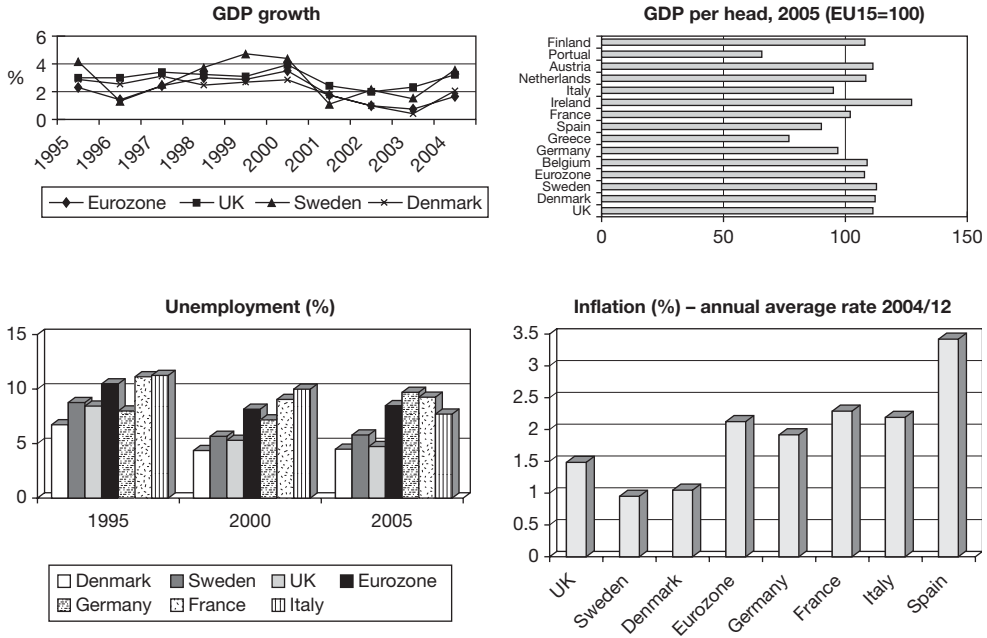 GDP growth
6
4
%
2
0
1995
1996
1997
1998
1999
2000
2001
2002
2003
2004
Eurozone UK Sweden Denmark
GDP per head, 2005 (EU15=100)
Finland
Portual
Austria
Netherlands
Italy
Ireland
France
Spain
Greece
Germany
Belgium
Eurozone
Sweden
Denmark
UK
0 50 100 150
Unemployment (%)
15
10
5
0
1995 2000 2005
Denmark Sweden UK Eurozone
Germany France Italy
Inflation (%) – annual average rate 2004/12
3.5
3
2.5
2
1.5
1
0.5
0
UK
Sweden
Denmark
Eurozone
Germany
France
Italy
Spain